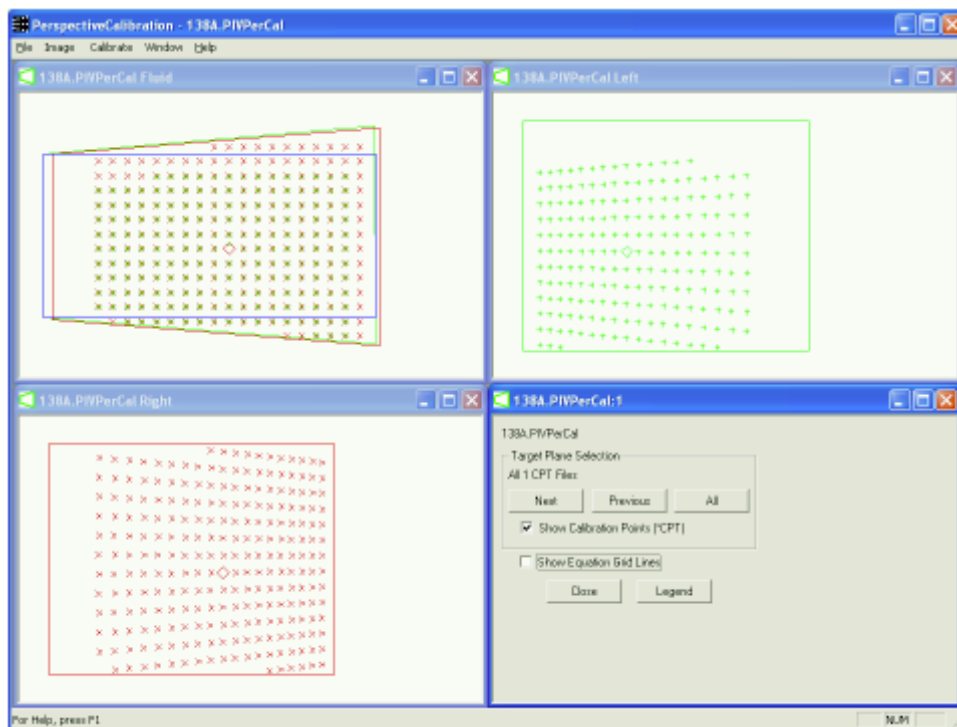 PerspectiveCalibration - 138A.PIVPerCal
File Image Calibrate Window Help
138A.PIVPerCal Fluid
138A.PIVPerCal Left
138A.PIVPerCal Right
138A.PIVPerCal:1
138A.PIVPerCal
Target Plane Selection
All 1 CPT Files
Next Previous All
Show Calibration Points (*CPT)
Show Equation Grid Lines
Close Legend
For Help, press F1
NUM